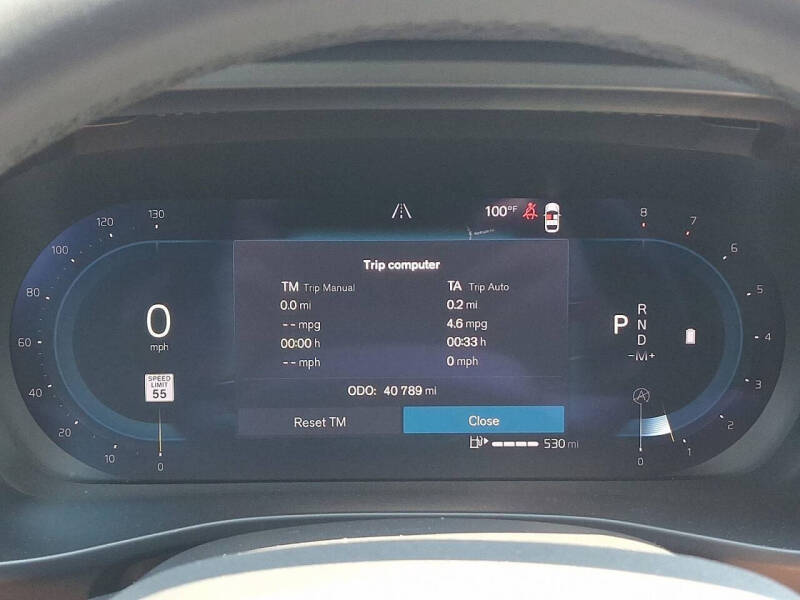 100°F
Trip computer
TM Trip Manual TA Trip Auto
0.0 mi 0.2 mi
-- mpg 4.6 mpg
00:00 h 00:33 h
-- mph 0 mph
ODO: 40 789 mi
Reset TM Close
530 mi
130
120
100
80
60
40
20
10
0
0
mph
SPEED
LIMIT
55
P
R
N
D
-M+
A
8
7
6
5
4
3
2
1
0